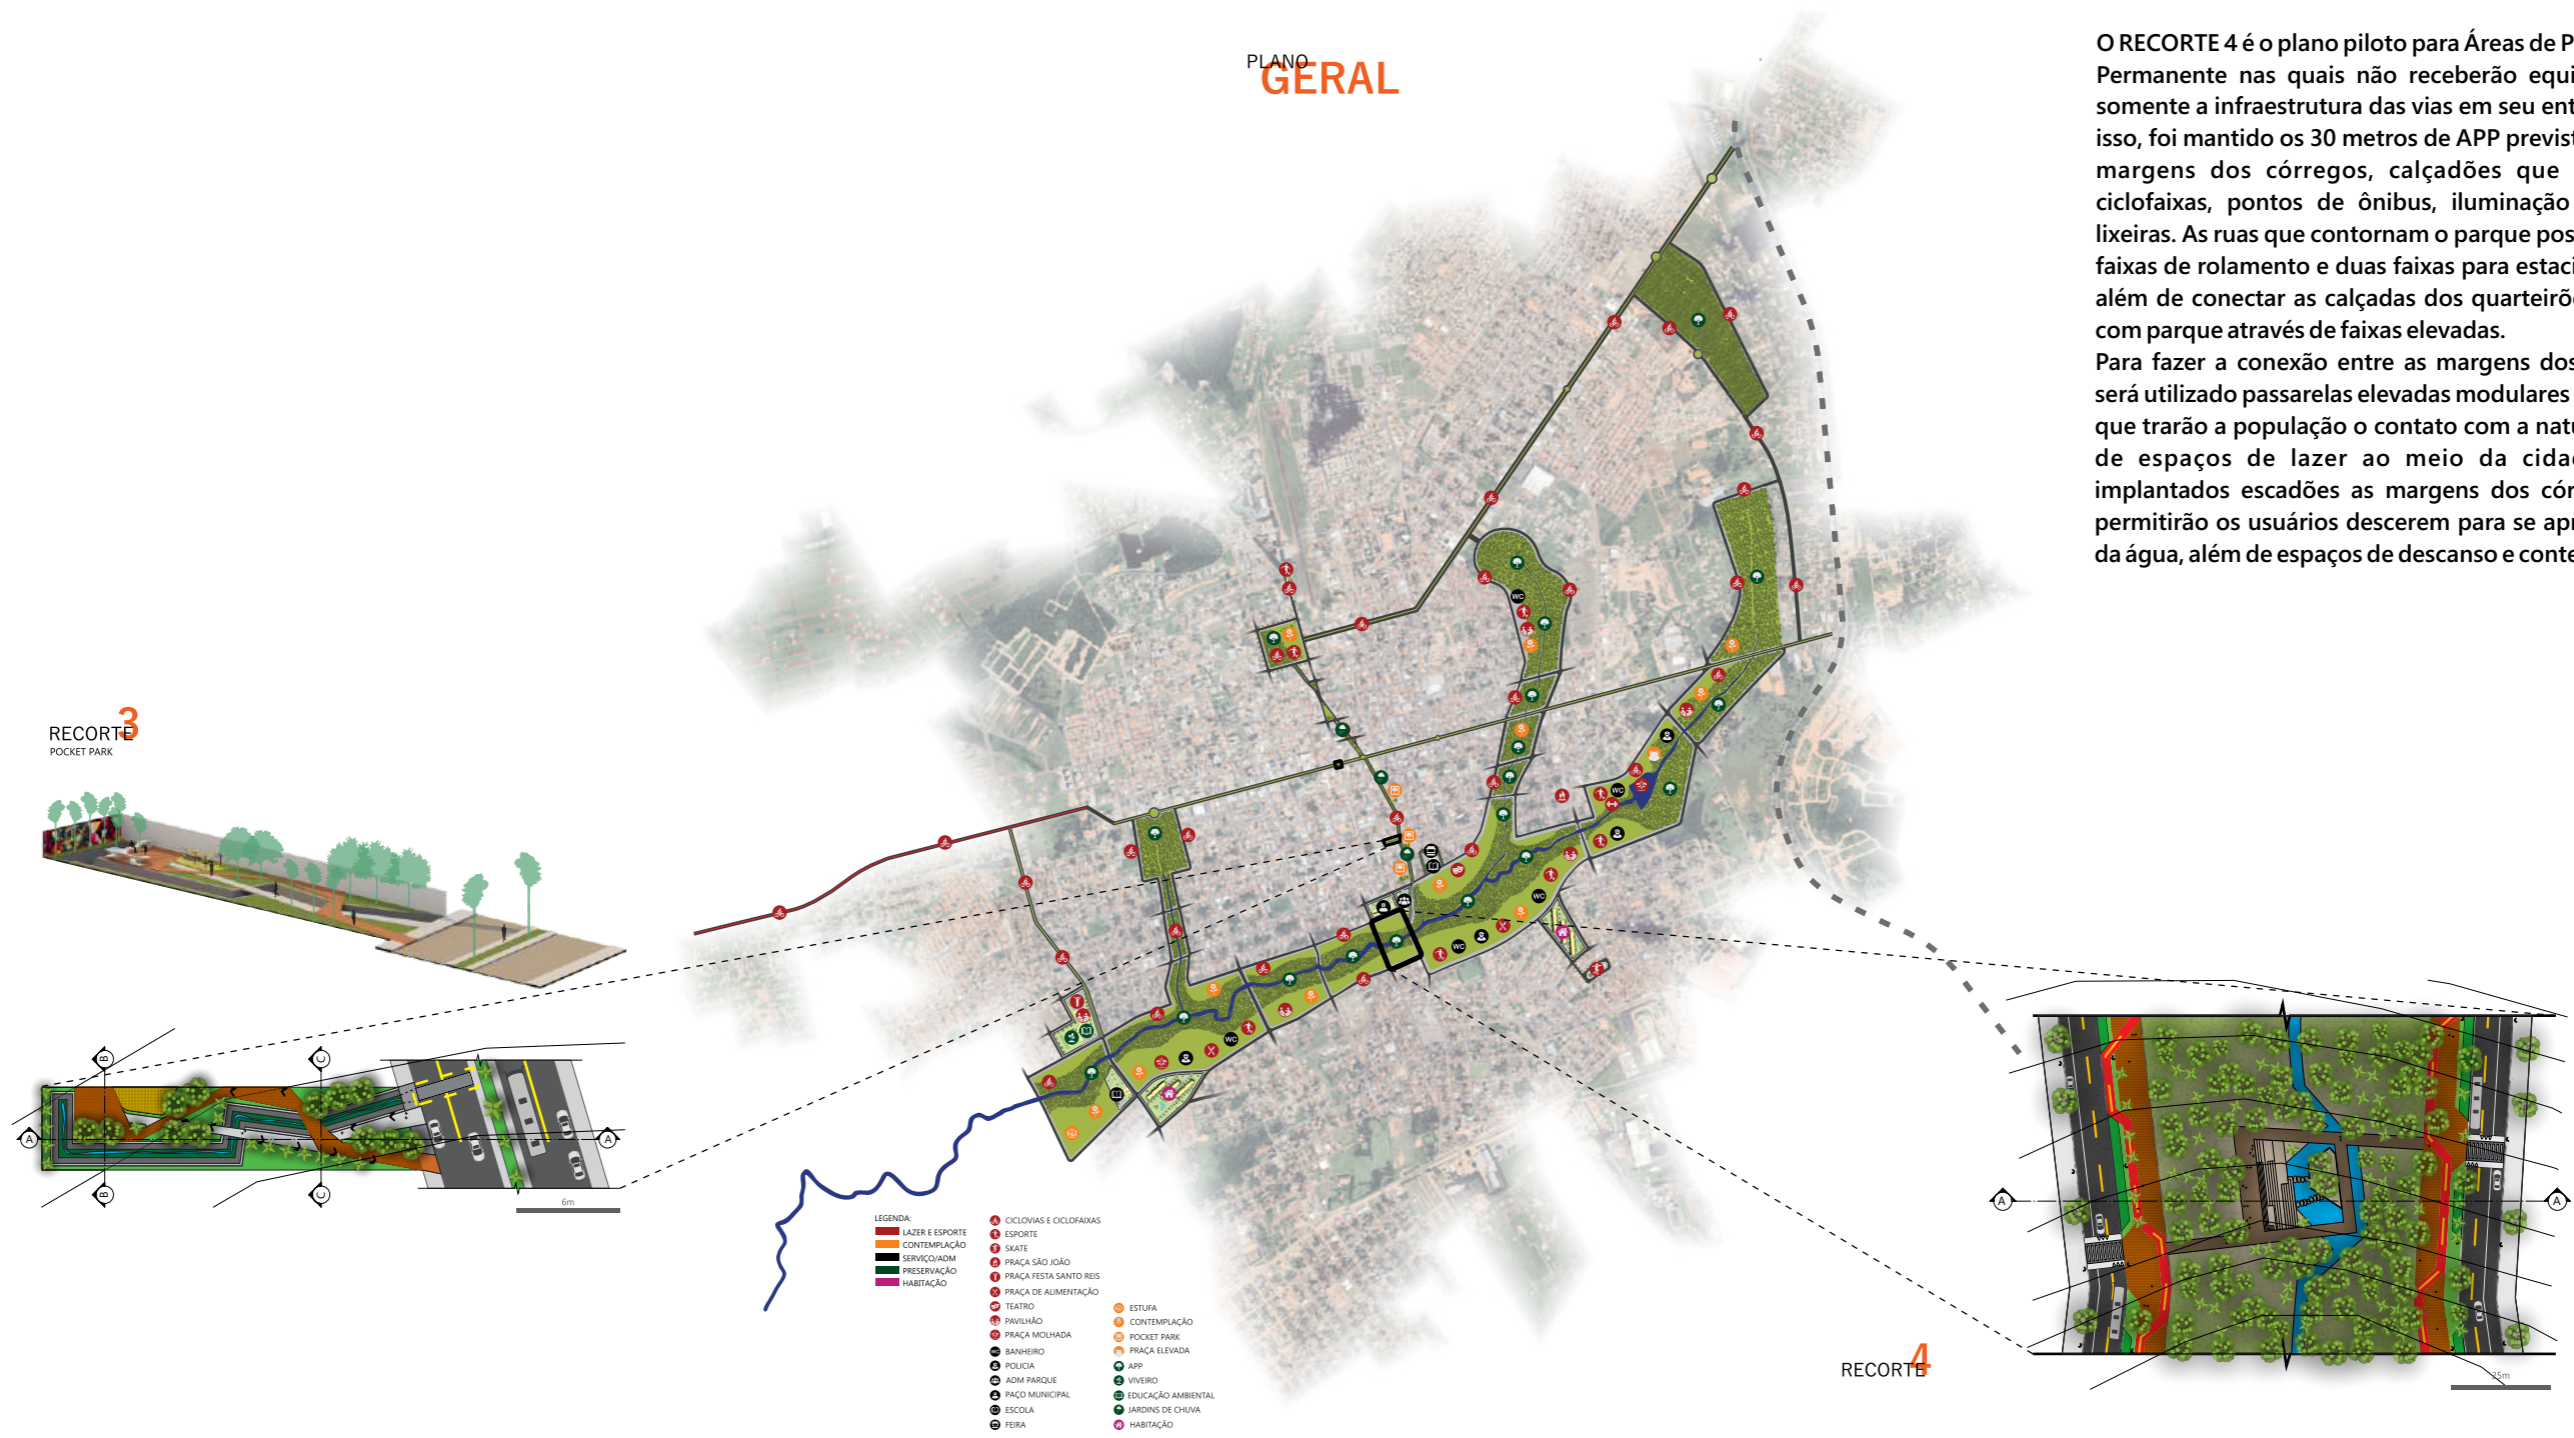 PLANO
GERAL
O RECORTE 4 é o plano piloto para Áreas de P
Permanente nas quais não receberão equi
somente a infraestrutura das vias em seu ent
isso, foi mantido os 30 metros de APP previst
margens dos córregos, calçadões que
ciclofaixas, pontos de ônibus, iluminação
lixeiras. As ruas que contornam o parque pos
faixas de rolamento e duas faixas para estaci
além de conectar as calçadas dos quarteirõ
com parque através de faixas elevadas.
Para fazer a conexão entre as margens dos
será utilizado passarelas elevadas modulares
que trarão a população o contato com a natu
de espaços de lazer ao meio da cida
implantados escadões as margens dos cór
permitirão os usuários descerem para se apr
da água, além de espaços de descanso e conte
RECORTE 3
POCKET PARK
B
C
A
A
B
C
6m
WC
WC
WC
WC
WC
LEGENDA:
LAZER E ESPORTE
CONTEMPLAÇÃO
SERVIÇO/ADM
PRESERVAÇÃO
HABITAÇÃO
CICLOVIAS E CICLOFAIXAS
ESPORTE
SKATE
PRAÇA SÃO JOÃO
PRAÇA FESTA SANTO REIS
PRAÇA DE ALIMENTAÇÃO
TEATRO
PAVILHÃO
PRAÇA MOLHADA
WC BANHEIRO
POLICIA
ADM PARQUE
PAÇO MUNICIPAL
ESCOLA
FEIRA
ESTUFA
CONTEMPLAÇÃO
POCKET PARK
PRAÇA ELEVADA
APP
VIVEIRO
EDUCAÇÃO AMBIENTAL
JARDINS DE CHUVA
HABITAÇÃO
RECORTE 4
A
A
25m